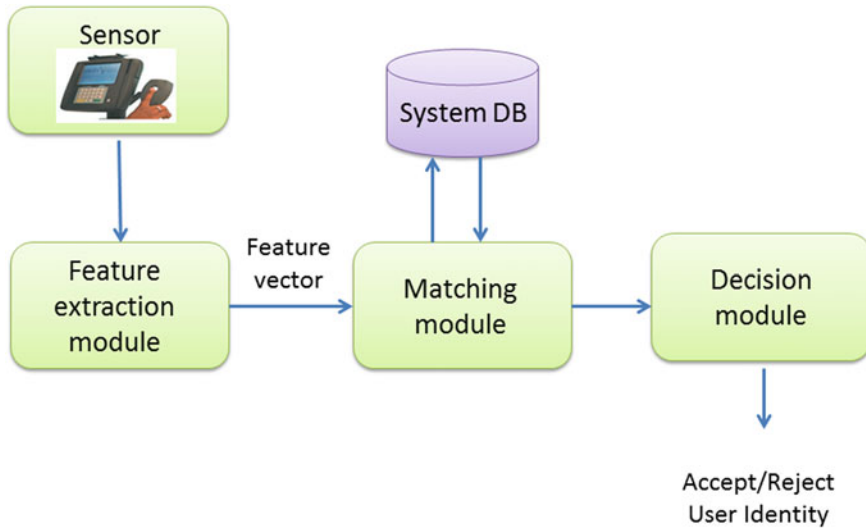 Sensor
System DB
Feature
extraction
module
Feature
vector
Matching
module
Decision
module
Accept/Reject
User Identity